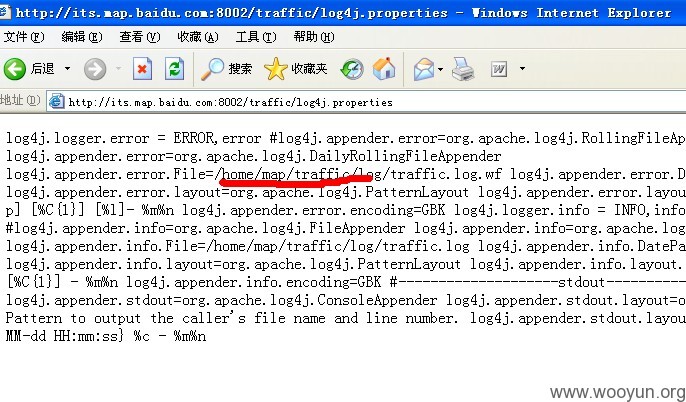 http://its.map.baidu.com:8002/traffic/log4j.properties - Windows Internet Explorer
文件(F) 编辑(E) 查看(V) 收藏(A) 工具(T) 帮助(H)
后退 搜索 收藏夹 W
地址(D) http://its.map.baidu.com:8002/traffic/log4j.properties
log4j.logger.error = ERROR,error #log4j.appender.error=org.apache.log4j.RollingFileAp
log4j.appender.error=org.apache.log4j.DailyRollingFileAppender
log4j.appender.error.File=/home/map/traffic/log/traffic.log.wf log4j.appender.error.D
log4j.appender.error.layout=org.apache.log4j.PatternLayout log4j.appender.error.layou
p] [%C{1}] [%l]- %m%n log4j.appender.error.encoding=GBK log4j.logger.info = INFO,info
#log4j.appender.info=org.apache.log4j.FileAppender log4j.appender.info=org.apache.log
log4j.appender.info.File=/home/map/traffic/log/traffic.log log4j.appender.info.DatePa
log4j.appender.info.layout=org.apache.log4j.PatternLayout log4j.appender.info.layout.
[%C{1}] - %m%n log4j.appender.info.encoding=GBK #--------------------stdout----------
log4j.appender.stdout=org.apache.log4j.ConsoleAppender log4j.appender.stdout.layout=o
Pattern to output the caller's file name and line number. log4j.appender.stdout.layou
MM-dd HH:mm:ss} %c - %m%n
www.wooyun.org